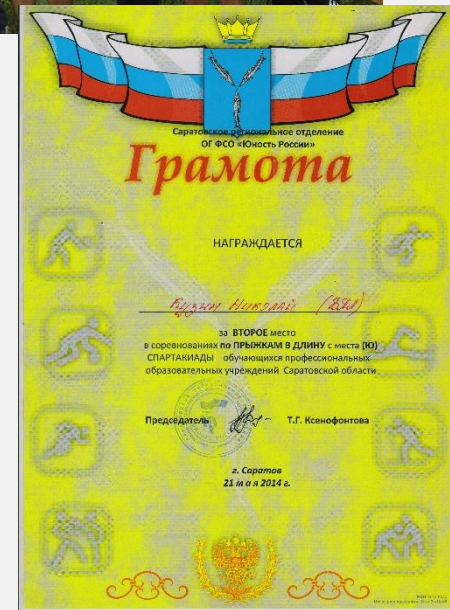 Саратовское региональное отделение
ОГ ФСО «Юность России»
Грамота
НАГРАЖДАЕТСЯ
Бузин Николай
за ВТОРОЕ место
в соревнованиях по ПРЫЖКАМ В ДЛИНУ с места (Ю)
СПАРТАКИАДЫ обучающихся профессиональных
образовательных учреждений Саратовской области
Председатель Т.Г. Ксенофонтова
г. Саратов
21 м а я 2014 г.